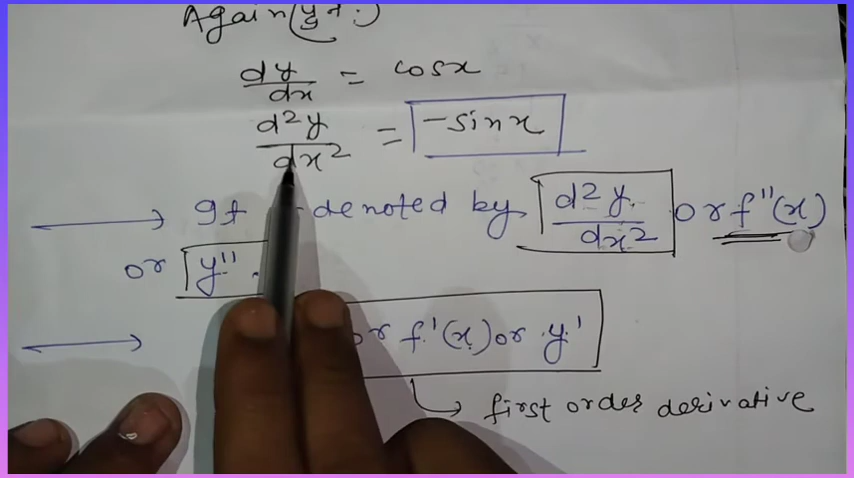 Again
dy/dx = cosx
d²y/dx² = -sinx
It denoted by d²y/dx² or f''(x)
or y''.
or f'(x) or y'
first order derivative